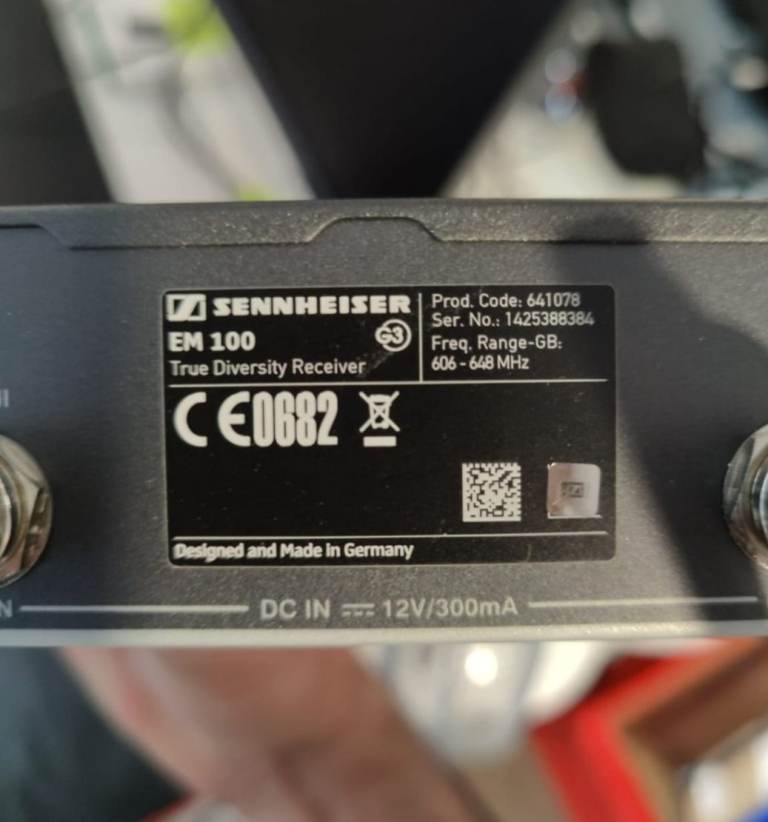 SENNHEISER
EM 100
G3
True Diversity Receiver
Prod. Code: 641078
Ser. No.: 1425388384
Freq. Range-GB:
606 - 648 MHz
CE0682
Designed and Made in Germany
DC IN 12V/300mA